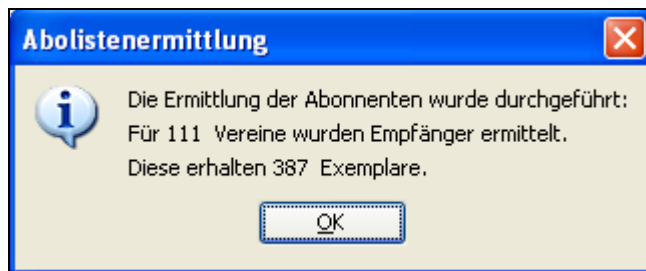 Abolistenermittlung
Die Ermittlung der Abonnenten wurde durchgeführt:
Für 111 Vereine wurden Empfänger ermittelt.
Diese erhalten 387 Exemplare.
OK